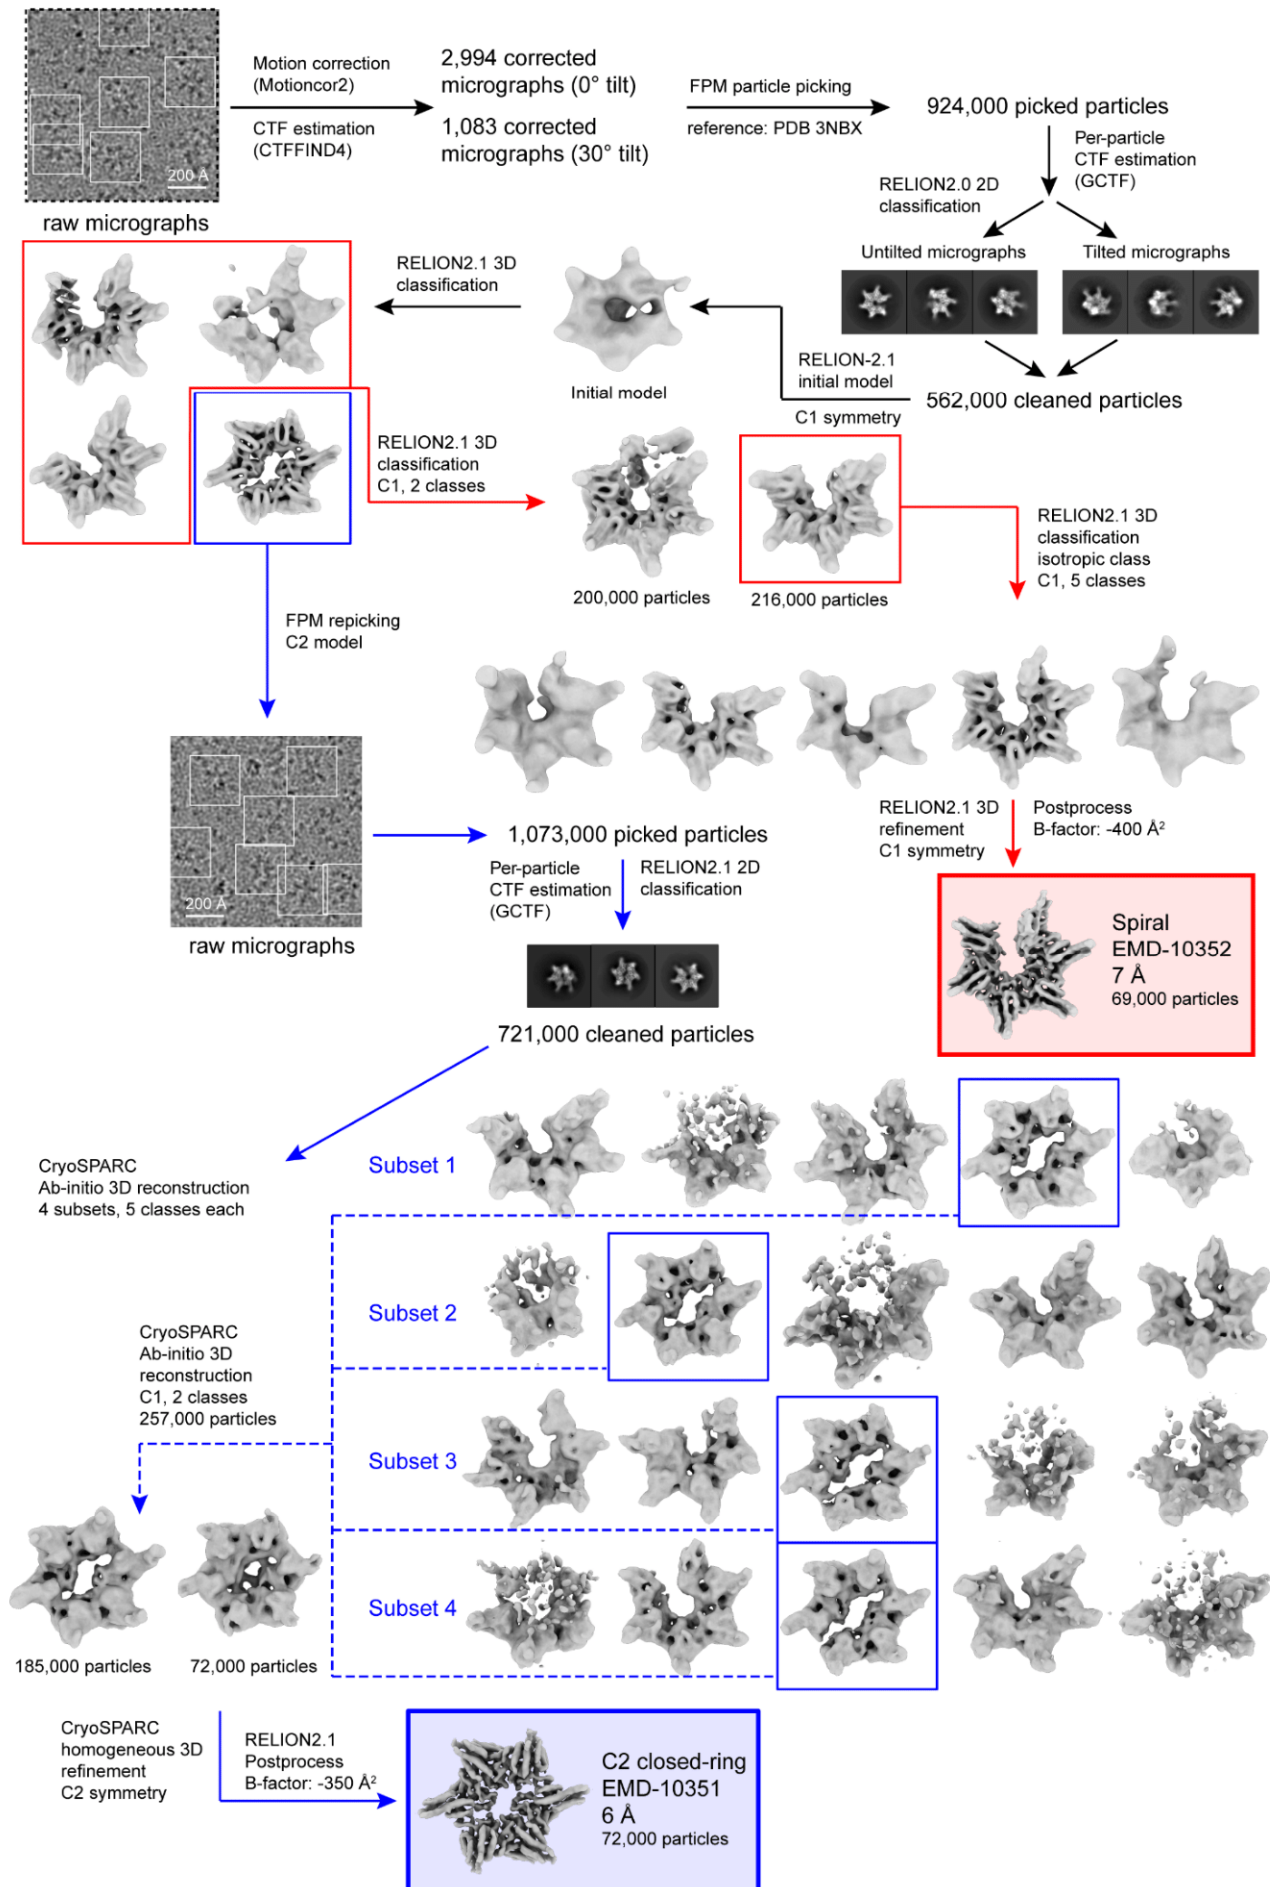 Motion correction
(Motioncor2)
CTF estimation
(CTFFIND4)
2,994 corrected
micrographs (0° tilt)
1,083 corrected
micrographs (30° tilt)
FPM particle picking
reference: PDB 3NBX
924,000 picked particles
200 Å
raw micrographs
Per-particle
CTF estimation
(GCTF)
RELION2.0 2D
classification
Untilted micrographs
Tilted micrographs
562,000 cleaned particles
RELION-2.1
initial model
C1 symmetry
Initial model
RELION2.1 3D
classification
RELION2.1 3D
classification
C1, 2 classes
200,000 particles
216,000 particles
RELION2.1 3D
classification
isotropic class
C1, 5 classes
FPM repicking
C2 model
RELION2.1 3D
refinement
C1 symmetry
Postprocess
B-factor: -400 Å²
Spiral
EMD-10352
7 Å
69,000 particles
200 Å
raw micrographs
1,073,000 picked particles
Per-particle
CTF estimation
(GCTF)
RELION2.1 2D
classification
721,000 cleaned particles
CryoSPARC
Ab-initio 3D reconstruction
4 subsets, 5 classes each
Subset 1
Subset 2
Subset 3
Subset 4
CryoSPARC
Ab-initio 3D
reconstruction
C1, 2 classes
257,000 particles
185,000 particles
72,000 particles
CryoSPARC
homogeneous 3D
refinement
C2 symmetry
RELION2.1
Postprocess
B-factor: -350 Å²
C2 closed-ring
EMD-10351
6 Å
72,000 particles